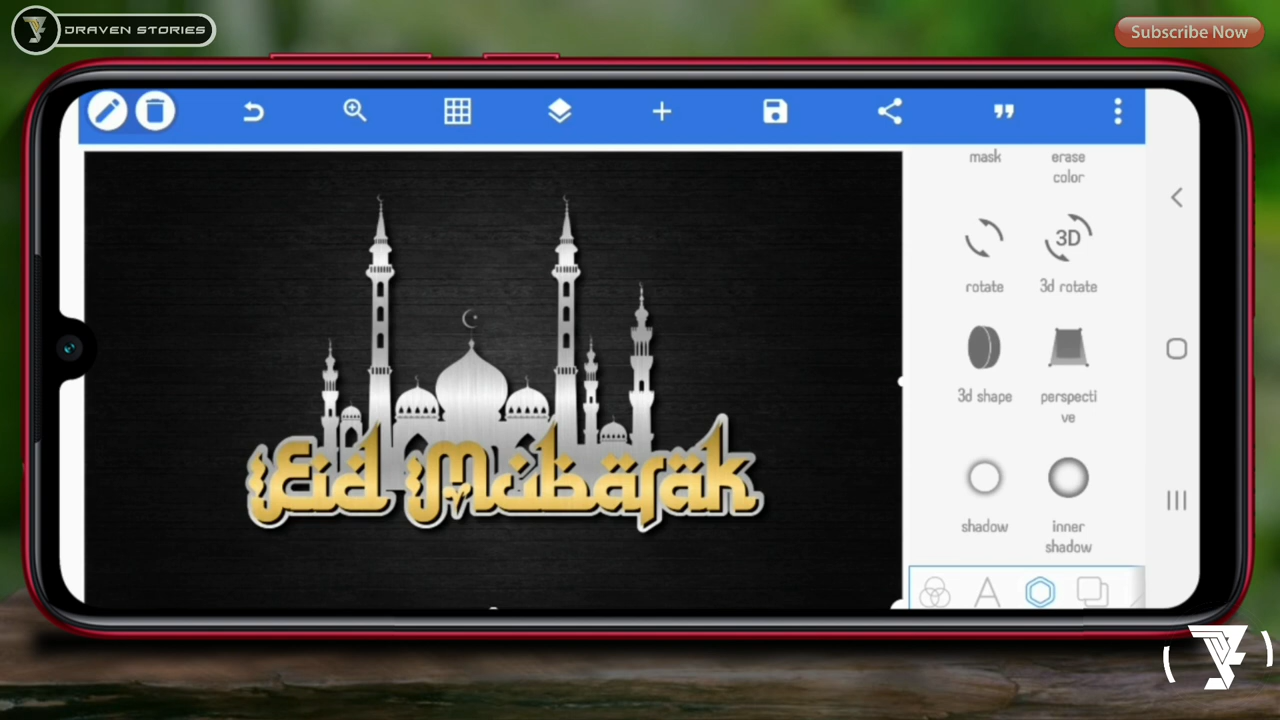 DRAVEN STORIES
Subscribe Now
mask
erase
color
3D
rotate
3d rotate
3d shape
perspecti
ve
shadow
inner
shadow
Eid Mubarak